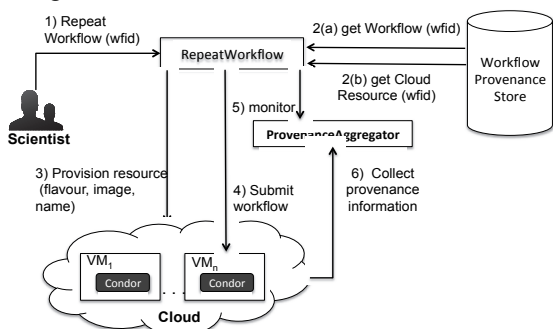 1) Repeat
Workflow (wfid)
RepeatWorkflow
2(a) get Workflow (wfid)
2(b) get Cloud
Resource (wfid)
Workflow
Provenance
Store
Scientist
5) monitor
ProvenanceAggregator
3) Provision resource
(flavour, image,
name)
4) Submit
workflow
6) Collect
provenance
information
VM1
Condor
. . .
VMn
Condor
Cloud